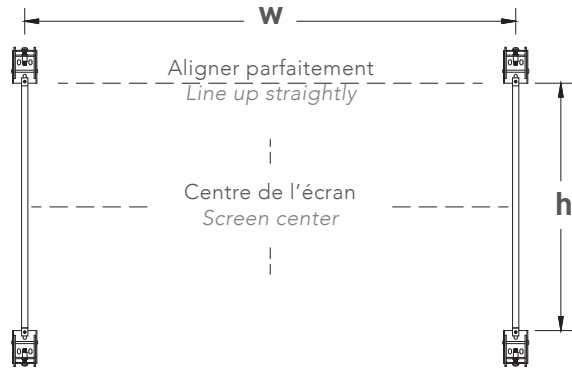 w
Aligner parfaitement
Line up straightly
Centre de l'écran
Screen center
h